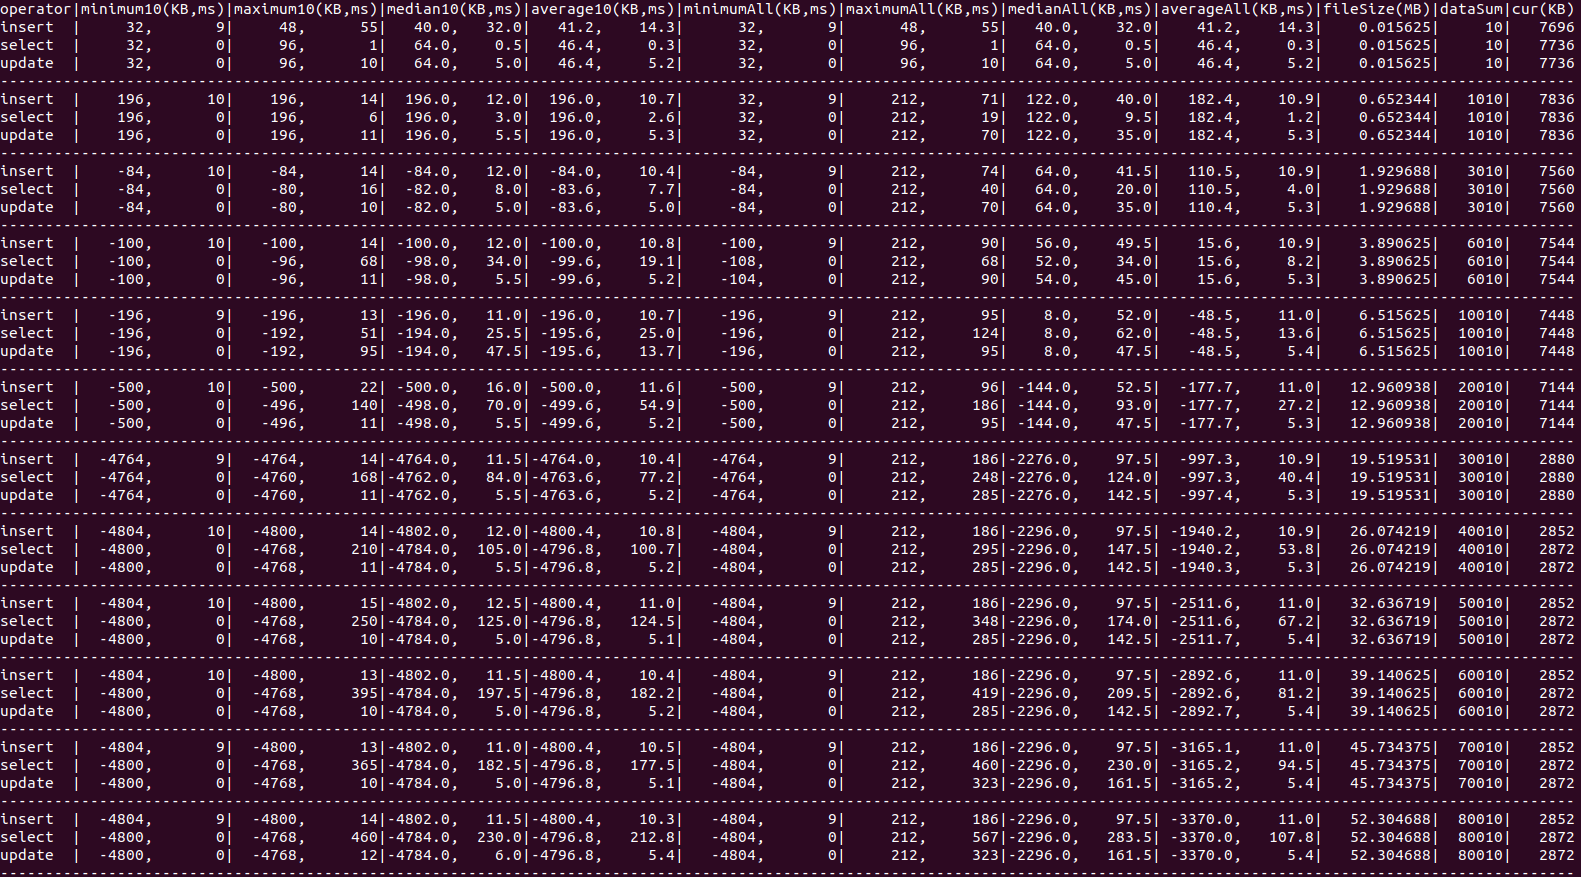 operator|minimum10(KB,ms)|maximum10(KB,ms)|median10(KB,ms)|average10(KB,ms)|minimumAll(KB,ms)|maximumAll(KB,ms)|medianAll(KB,ms)|averageAll(KB,ms)|fileSize(MB)|dataSum|cur(KB)
insert | 32, 9| 48, 55| 40.0, 32.0| 41.2, 14.3| 32, 9| 48, 55| 40.0, 32.0| 41.2, 14.3| 0.015625| 10| 7696
select | 32, 0| 96, 1| 64.0, 0.5| 46.4, 0.3| 32, 0| 96, 1| 64.0, 0.5| 46.4, 0.3| 0.015625| 10| 7736
update | 32, 0| 96, 10| 64.0, 5.0| 46.4, 5.2| 32, 0| 96, 10| 64.0, 5.0| 46.4, 5.2| 0.015625| 10| 7736
insert | 196, 10| 196, 14| 196.0, 12.0| 196.0, 10.7| 32, 9| 212, 71| 122.0, 40.0| 182.4, 10.9| 0.652344| 1010| 7836
select | 196, 0| 196, 6| 196.0, 3.0| 196.0, 2.6| 32, 0| 212, 19| 122.0, 9.5| 182.4, 1.2| 0.652344| 1010| 7836
update | 196, 0| 196, 11| 196.0, 5.5| 196.0, 5.3| 32, 0| 212, 70| 122.0, 35.0| 182.4, 5.3| 0.652344| 1010| 7836
insert | -84, 10| -84, 14| -84.0, 12.0| -84.0, 10.4| -84, 9| 212, 74| 64.0, 41.5| 110.5, 10.9| 1.929688| 3010| 7560
select | -84, 0| -80, 16| -82.0, 8.0| -83.6, 7.7| -84, 0| 212, 40| 64.0, 20.0| 110.5, 4.0| 1.929688| 3010| 7560
update | -84, 0| -80, 10| -82.0, 5.0| -83.6, 5.0| -84, 0| 212, 70| 64.0, 35.0| 110.4, 5.3| 1.929688| 3010| 7560
insert | -100, 10| -100, 14| -100.0, 12.0| -100.0, 10.8| -100, 9| 212, 90| 56.0, 49.5| 15.6, 10.9| 3.890625| 6010| 7544
select | -100, 0| -96, 68| -98.0, 34.0| -99.6, 19.1| -108, 0| 212, 68| 52.0, 34.0| 15.6, 8.2| 3.890625| 6010| 7544
update | -100, 0| -96, 11| -98.0, 5.5| -99.6, 5.2| -104, 0| 212, 90| 54.0, 45.0| 15.6, 5.3| 3.890625| 6010| 7544
insert | -196, 9| -196, 13| -196.0, 11.0| -196.0, 10.7| -196, 9| 212, 95| 8.0, 52.0| -48.5, 11.0| 6.515625| 10010| 7448
select | -196, 0| -192, 51| -194.0, 25.5| -195.6, 25.0| -196, 0| 212, 124| 8.0, 62.0| -48.5, 13.6| 6.515625| 10010| 7448
update | -196, 0| -192, 95| -194.0, 47.5| -195.6, 13.7| -196, 0| 212, 95| 8.0, 47.5| -48.5, 5.4| 6.515625| 10010| 7448
insert | -500, 10| -500, 22| -500.0, 16.0| -500.0, 11.6| -500, 9| 212, 96| -144.0, 52.5| -177.7, 11.0| 12.960938| 20010| 7144
select | -500, 0| -496, 140| -498.0, 70.0| -499.6, 54.9| -500, 0| 212, 186| -144.0, 93.0| -177.7, 27.2| 12.960938| 20010| 7144
update | -500, 0| -496, 11| -498.0, 5.5| -499.6, 5.2| -500, 0| 212, 95| -144.0, 47.5| -177.7, 5.3| 12.960938| 20010| 7144
insert | -4764, 9| -4764, 14|-4764.0, 11.5|-4764.0, 10.4| -4764, 9| 212, 186|-2276.0, 97.5| -997.3, 10.9| 19.519531| 30010| 2880
select | -4764, 0| -4760, 168|-4762.0, 84.0|-4763.6, 77.2| -4764, 0| 212, 248|-2276.0, 124.0| -997.3, 40.4| 19.519531| 30010| 2880
update | -4764, 0| -4760, 11|-4762.0, 5.5|-4763.6, 5.2| -4764, 0| 212, 285|-2276.0, 142.5| -997.4, 5.3| 19.519531| 30010| 2880
insert | -4804, 10| -4800, 14|-4802.0, 12.0|-4800.4, 10.8| -4804, 9| 212, 186|-2296.0, 97.5| -1940.2, 10.9| 26.074219| 40010| 2852
select | -4800, 0| -4768, 210|-4784.0, 105.0|-4796.8, 100.7| -4804, 0| 212, 295|-2296.0, 147.5| -1940.2, 53.8| 26.074219| 40010| 2872
update | -4800, 0| -4768, 11|-4784.0, 5.5|-4796.8, 5.2| -4804, 0| 212, 285|-2296.0, 142.5| -1940.3, 5.3| 26.074219| 40010| 2872
insert | -4804, 10| -4800, 15|-4802.0, 12.5|-4800.4, 11.0| -4804, 9| 212, 186|-2296.0, 97.5| -2511.6, 11.0| 32.636719| 50010| 2852
select | -4800, 0| -4768, 250|-4784.0, 125.0|-4796.8, 124.5| -4804, 0| 212, 348|-2296.0, 174.0| -2511.6, 67.2| 32.636719| 50010| 2872
update | -4800, 0| -4768, 10|-4784.0, 5.0|-4796.8, 5.1| -4804, 0| 212, 285|-2296.0, 142.5| -2511.7, 5.4| 32.636719| 50010| 2872
insert | -4804, 10| -4800, 13|-4802.0, 11.5|-4800.4, 10.4| -4804, 9| 212, 186|-2296.0, 97.5| -2892.6, 11.0| 39.140625| 60010| 2852
select | -4800, 0| -4768, 395|-4784.0, 197.5|-4796.8, 182.2| -4804, 0| 212, 419|-2296.0, 209.5| -2892.6, 81.2| 39.140625| 60010| 2872
update | -4800, 0| -4768, 10|-4784.0, 5.0|-4796.8, 5.2| -4804, 0| 212, 285|-2296.0, 142.5| -2892.7, 5.4| 39.140625| 60010| 2872
insert | -4804, 9| -4800, 13|-4802.0, 11.0|-4800.4, 10.5| -4804, 9| 212, 186|-2296.0, 97.5| -3165.1, 11.0| 45.734375| 70010| 2852
select | -4800, 0| -4768, 365|-4784.0, 182.5|-4796.8, 177.5| -4804, 0| 212, 460|-2296.0, 230.0| -3165.2, 94.5| 45.734375| 70010| 2872
update | -4800, 0| -4768, 10|-4784.0, 5.0|-4796.8, 5.1| -4804, 0| 212, 323|-2296.0, 161.5| -3165.2, 5.4| 45.734375| 70010| 2872
insert | -4804, 9| -4800, 14|-4802.0, 11.5|-4800.4, 10.3| -4804, 9| 212, 186|-2296.0, 97.5| -3370.0, 11.0| 52.304688| 80010| 2852
select | -4800, 0| -4768, 460|-4784.0, 230.0|-4796.8, 212.8| -4804, 0| 212, 567|-2296.0, 283.5| -3370.0, 107.8| 52.304688| 80010| 2872
update | -4800, 0| -4768, 12|-4784.0, 6.0|-4796.8, 5.4| -4804, 0| 212, 323|-2296.0, 161.5| -3370.0, 5.4| 52.304688| 80010| 2872